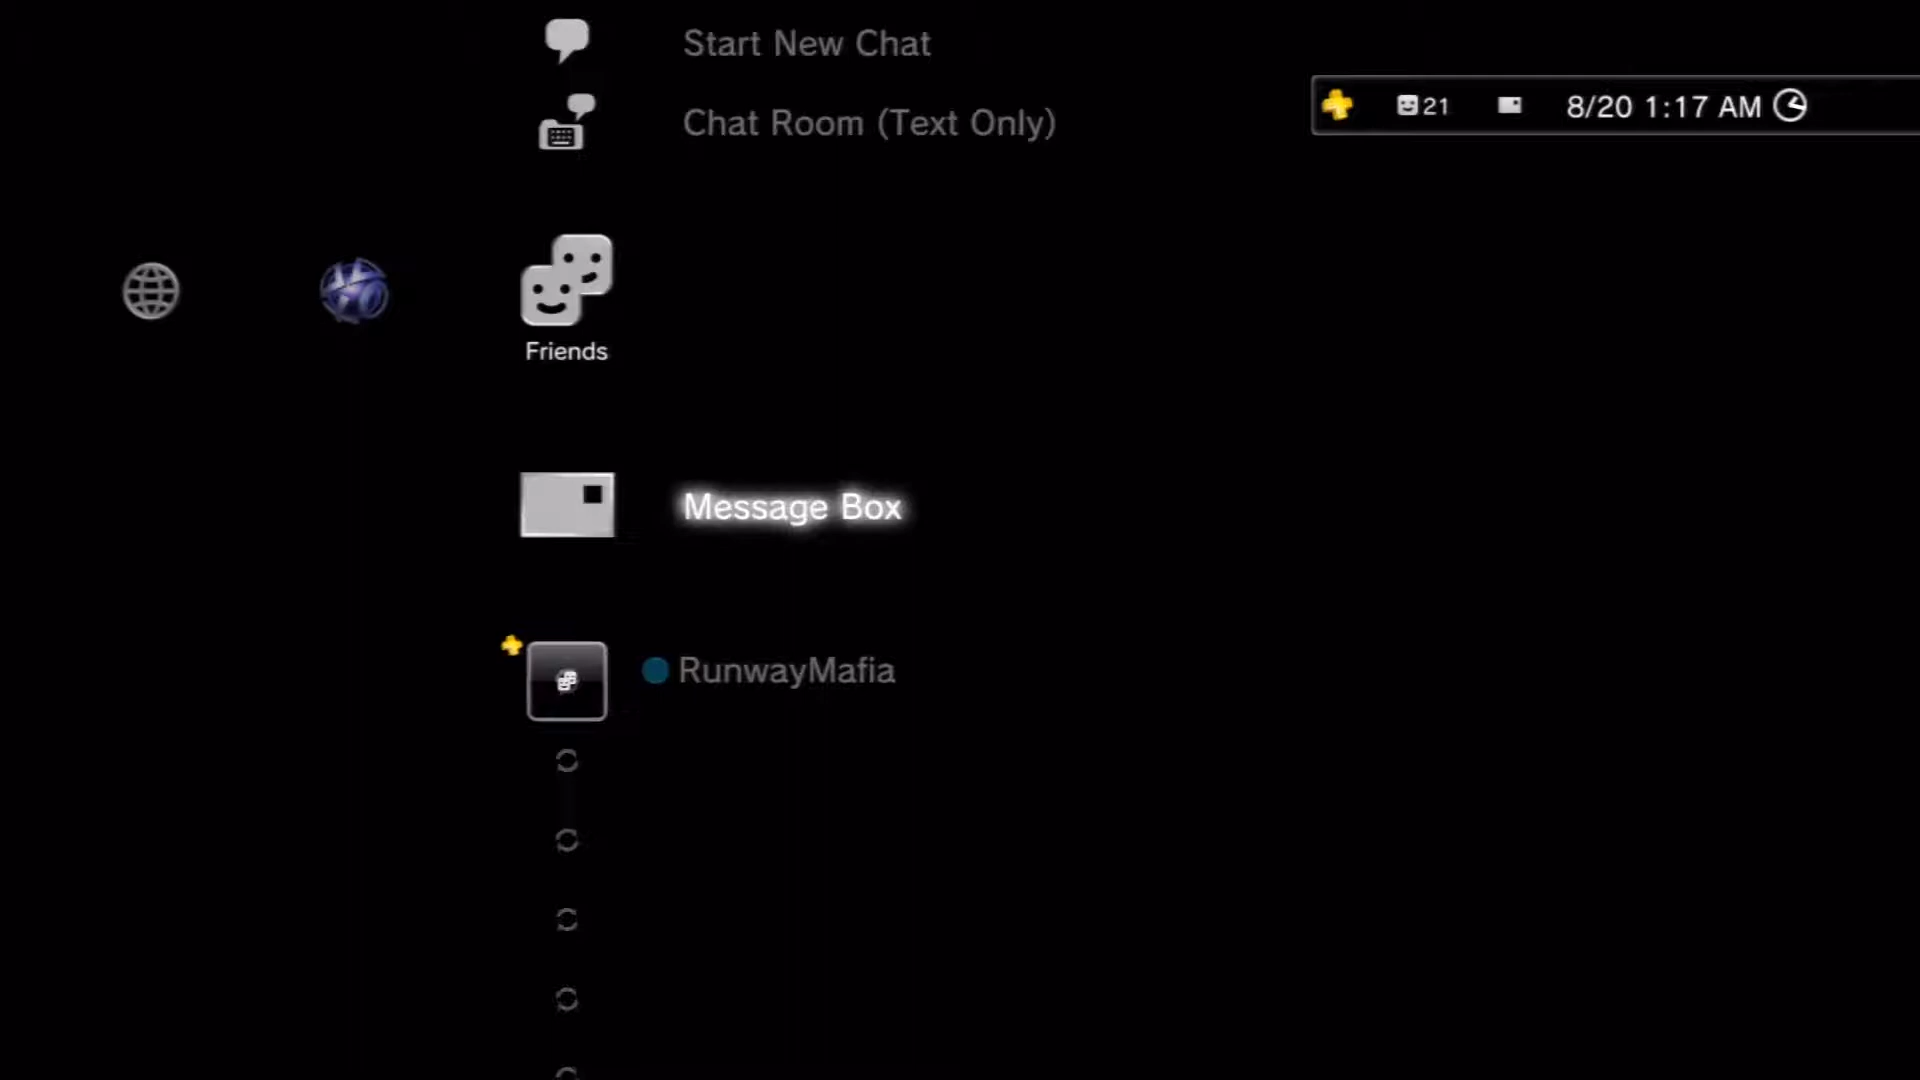 Start New Chat
Chat Room (Text Only)
21
8/20 1:17 AM
Friends
Message Box
RunwayMafia